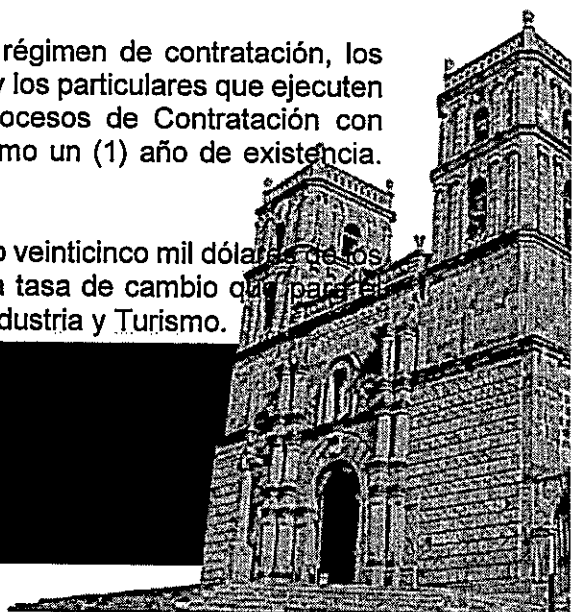 régimen de contratación, los
y los particulares que ejecuten
ocesos de Contratación con
mo un (1) año de existencia.
veinticinco mil dólares de los
tasa de cambio que para el
dustria y Turismo.